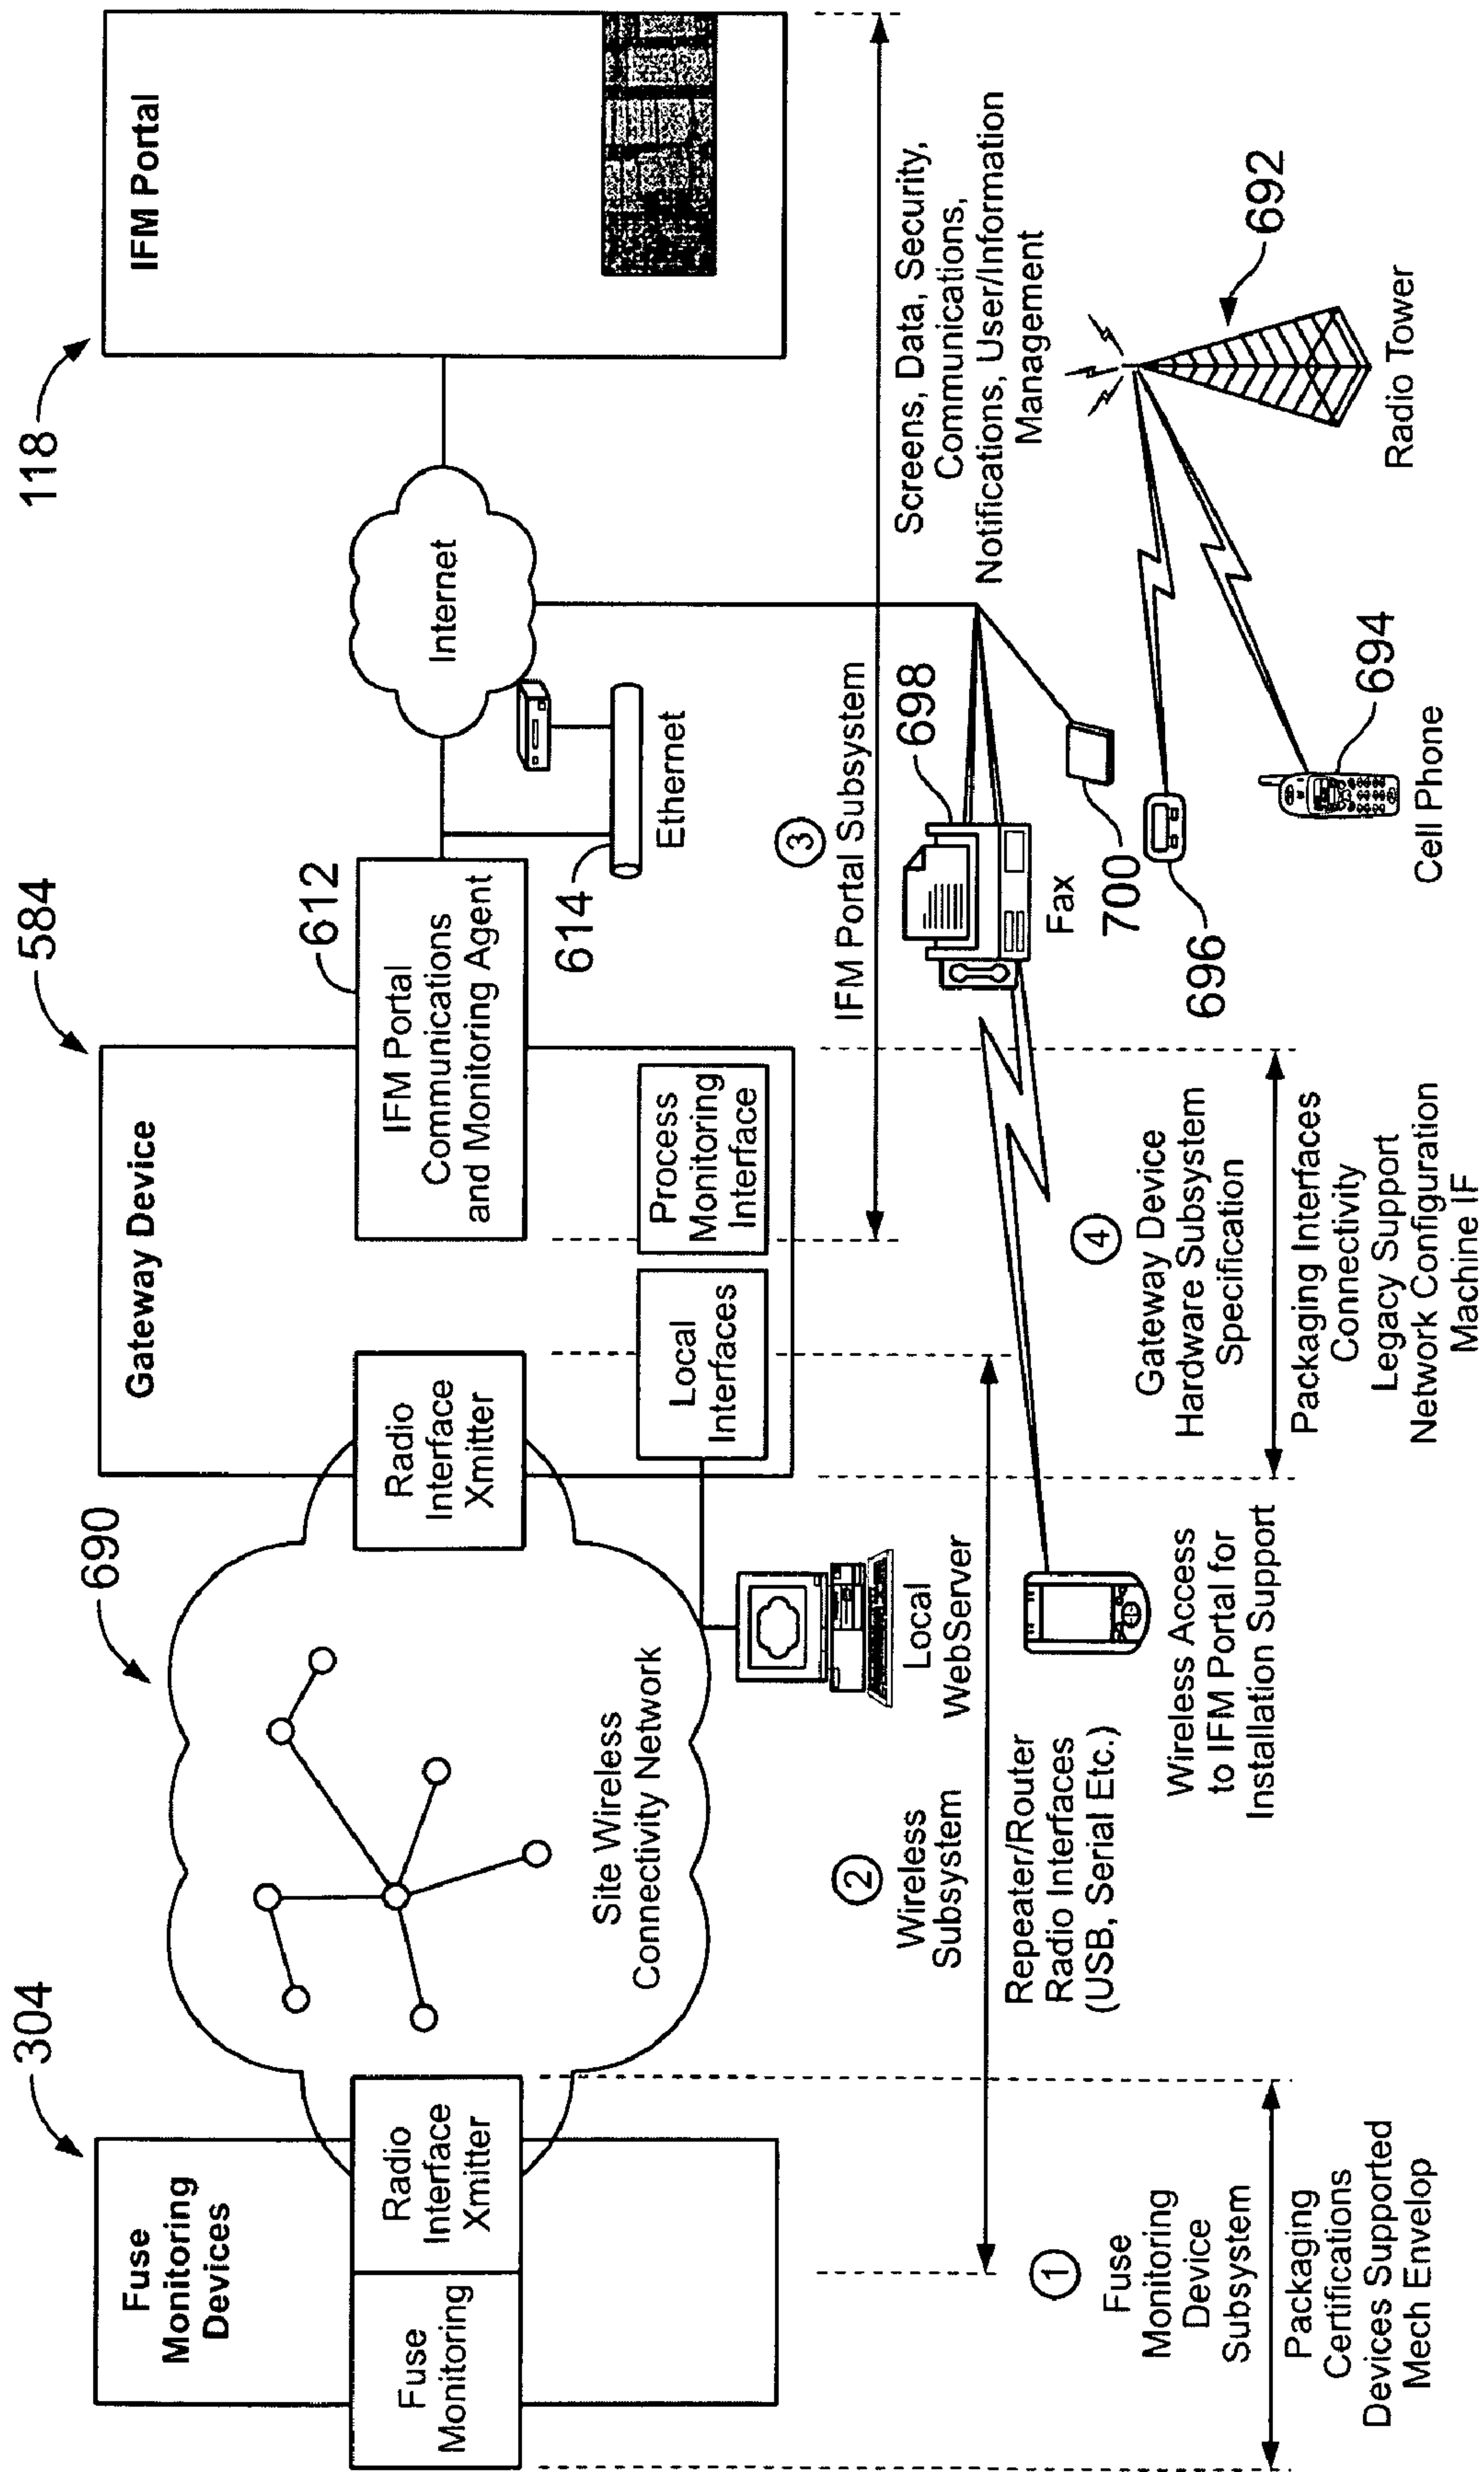 304
Fuse
Monitoring
Devices
Fuse
Monitoring
Radio
Interface
Xmitter
690
Site Wireless
Connectivity Network
584
Gateway Device
Radio
Interface
Xmitter
612
IFM Portal
Communications
and Monitoring Agent
Local
Interfaces
Process
Monitoring
Interface
Local
WebServer
614
Ethernet
Internet
118
IFM Portal
1
Fuse
Monitoring
Device
Subsystem
Packaging
Certifications
Devices Supported
Mech Envelop
2
Wireless
Subsystem
Repeater/Router
Radio Interfaces
(USB, Serial Etc.)
Wireless Access
to IFM Portal for
Installation Support
3
IFM Portal Subsystem
Screens, Data, Security,
Communications,
Notifications, User/Information
Management
4
Gateway Device
Hardware Subsystem
Specification
Packaging Interfaces
Connectivity
Legacy Support
Network Configuration
Machine IF
698
Fax
700
696
694
Cell Phone
692
Radio Tower